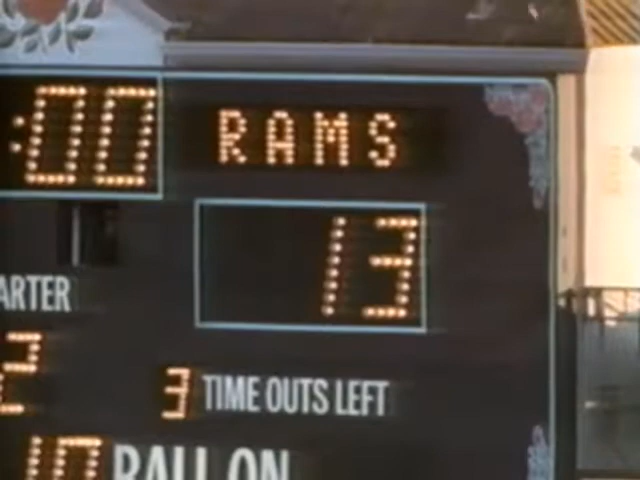 :00 RAMS
13
ARTER
2 3 TIME OUTS LEFT
10 BALL ON